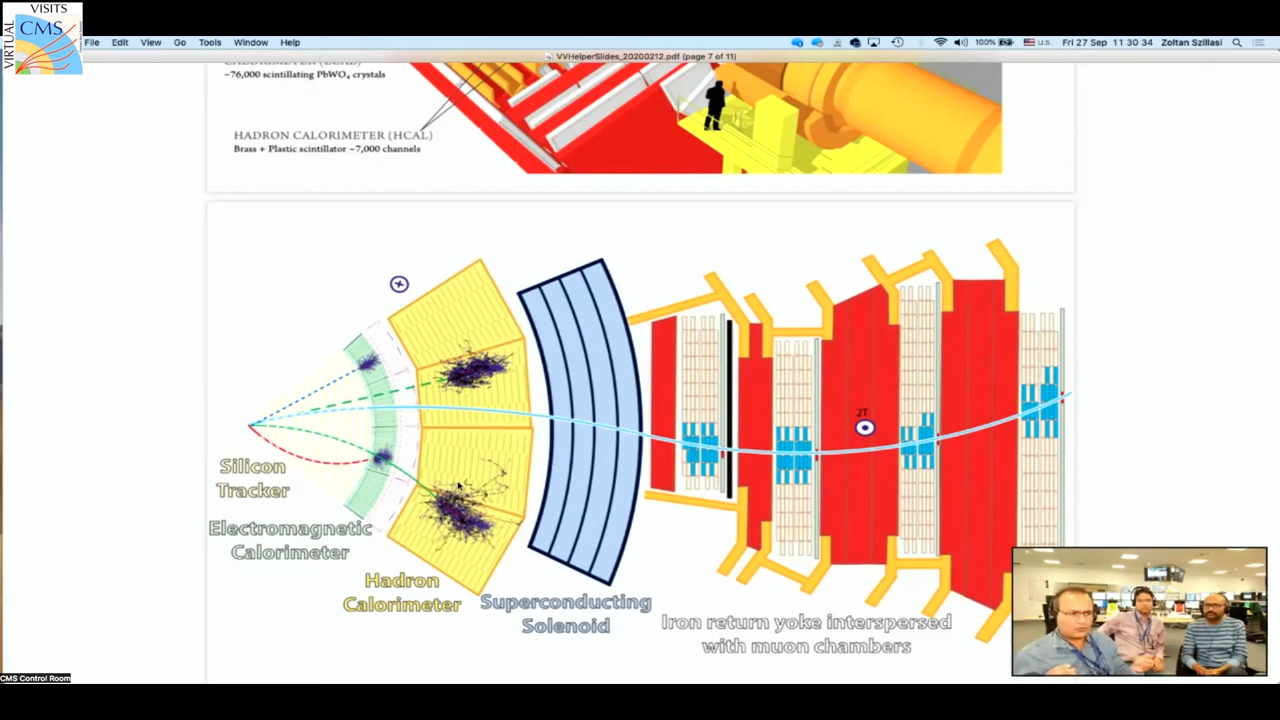 VISITS
CMS
VIRTUAL
File Edit View Go Tools Window Help
100%
U.S.
Fri 27 Sep 11 30 34
Zoltan Szillasi
VVHelperSlides_20200212.pdf (page 7 of 11)
~76,000 scintillating PbWO₄ crystals
HADRON CALORIMETER (HCAL)
Brass + Plastic scintillator ~7,000 channels
2T
Silicon
Tracker
Electromagnetic
Calorimeter
Hadron
Calorimeter
Superconducting
Solenoid
Iron return yoke interspersed
with muon chambers
CMS Control Room